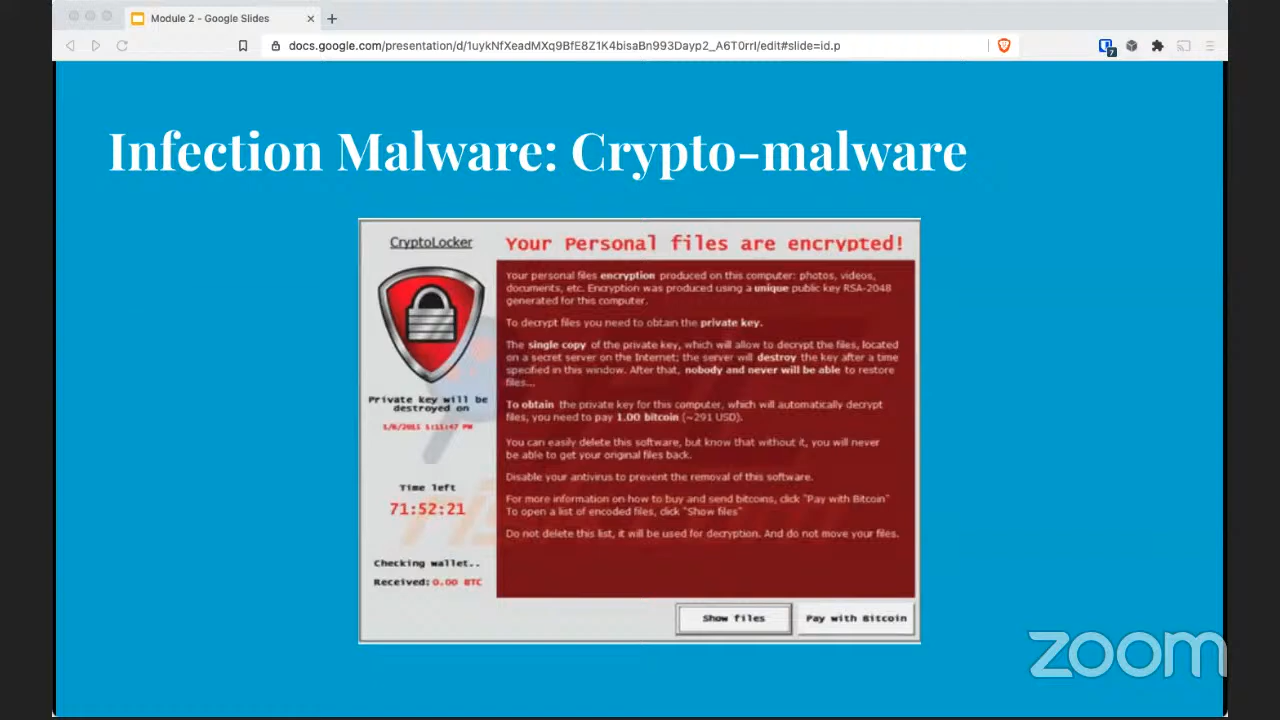 Module 2 - Google Slides
docs.google.com/presentation/d/1uykNfXeadMXq9BfE8Z1K4bisaBn993Dayp2_A6T0rrI/edit#slide=id.p
7
Infection Malware: Crypto-malware
CryptoLocker
Your Personal files are encrypted!
Your personal files encryption produced on this computer: photos, videos,
documents, etc. Encryption was produced using a unique public key RSA-2048
generated for this computer.
To decrypt files you need to obtain the private key.
The single copy of the private key, which will allow to decrypt the files, located
on a secret server on the Internet; the server will destroy the key after a time
specified in this window. After that, nobody and never will be able to restore
files...
To obtain the private key for this computer, which will automatically decrypt
files, you need to pay 1.00 bitcoin (~291 USD).
You can easily delete this software, but know that without it, you will never
be able to get your original files back.
Disable your antivirus to prevent the removal of this software.
For more information on how to buy and send bitcoins, click "Pay with Bitcoin"
To open a list of encoded files, click "Show files"
Do not delete this list, it will be used for decryption. And do not move your files.
Private key will be
destroyed on
Time left
71:52:21
Checking wallet..
Received: 0.00 BTC
Show files
Pay with Bitcoin
zoom